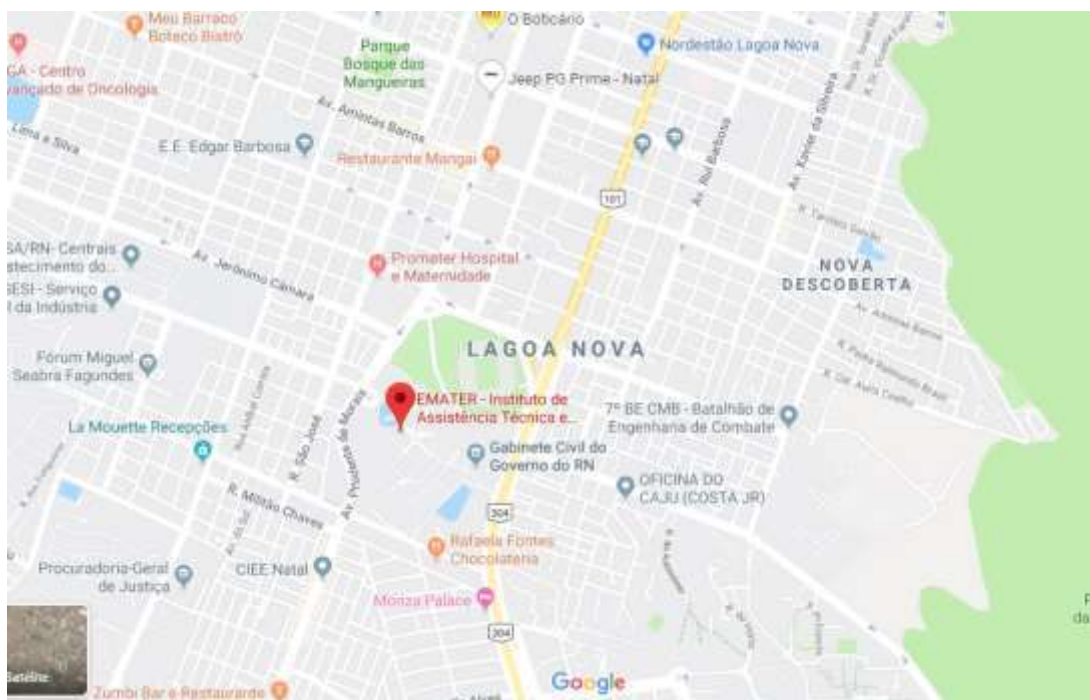 Meu Barraco
Boteco Bistrô
O Boticário
Parque
Bosque das
Mangueiras
Nordestão Lagoa Nova
Jeep PG Prime - Natal
GA - Centro
vançado de Oncologia
Av. Amintas Barros
Lima e Silva
E.E. Edgar Barbosa
Restaurante Mangai
Av. Rui Barbosa
Av. Xavier da Silveira
101
R. Tarcísio Galvão
SA/RN- Centrais
stecimento do...
Av. Jerônimo Câmara
Promater Hospital
e Maternidade
NOVA
DESCOBERTA
SESI - Serviço
l da Indústria
Av. Amintas Barros
LAGOA NOVA
Fórum Miguel
Seabra Fagundes
R. Padre Raimundo Brasil
EMATER - Instituto de
Assistência Técnica e...
7º BE CMB - Batalhão de
Engenharia de Combate
La Mouette Recepções
R. São José
Av. Prudente de Morais
Gabinete Civil do
Governo do RN
OFICINA DO
CAJU (COSTA JR)
R. Militão Chaves
304
Rafaela Fontes
Chocolateria
Procuradoria-Geral
de Justiça
CIEE Natal
Monza Palace
304
Satélite
Google
Zumbi Bar e Restaurante